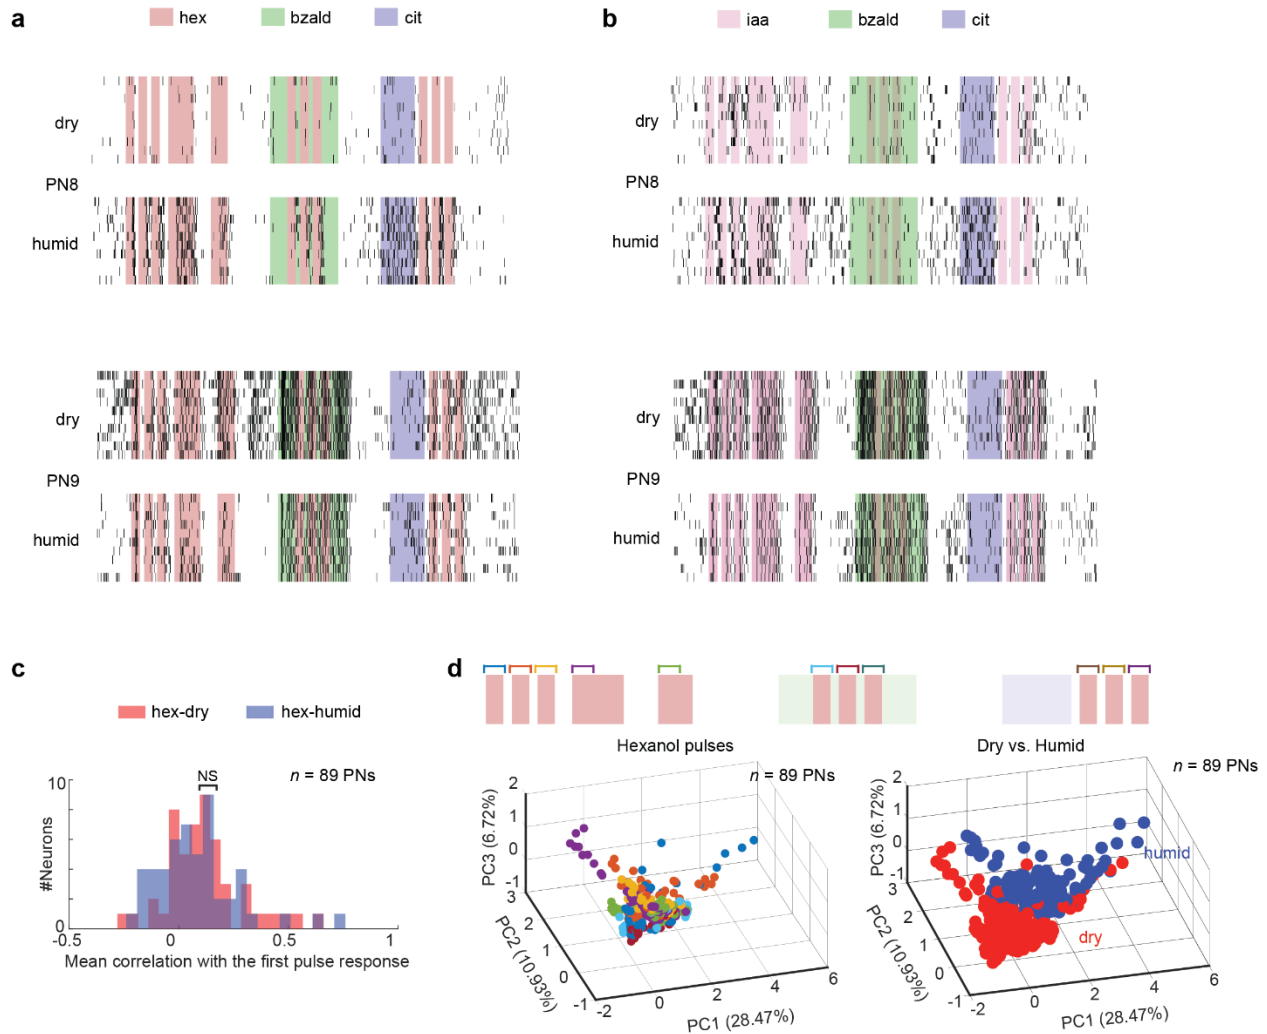 a
hex bzald cit
dry
PN8
humid
dry
PN9
humid
b
iaa bzald cit
dry
PN8
humid
dry
PN9
humid
c
hex-dry hex-humid
NS
n = 89 PNs
10
#Neurons
0
-0.5 0 0.5 1
Mean correlation with the first pulse response
d
Hexanol pulses
n = 89 PNs
2
1
0
-1
PC3 (6.72%)
3
2
1
0
-1
PC2 (10.93%)
-2 0 2 4 6
PC1 (28.47%)
Dry vs. Humid
n = 89 PNs
2
1
0
-1
PC3 (6.72%)
3
2
1
0
-1
PC2 (10.93%)
-2 0 2 4 6
PC1 (28.47%)
humid
dry